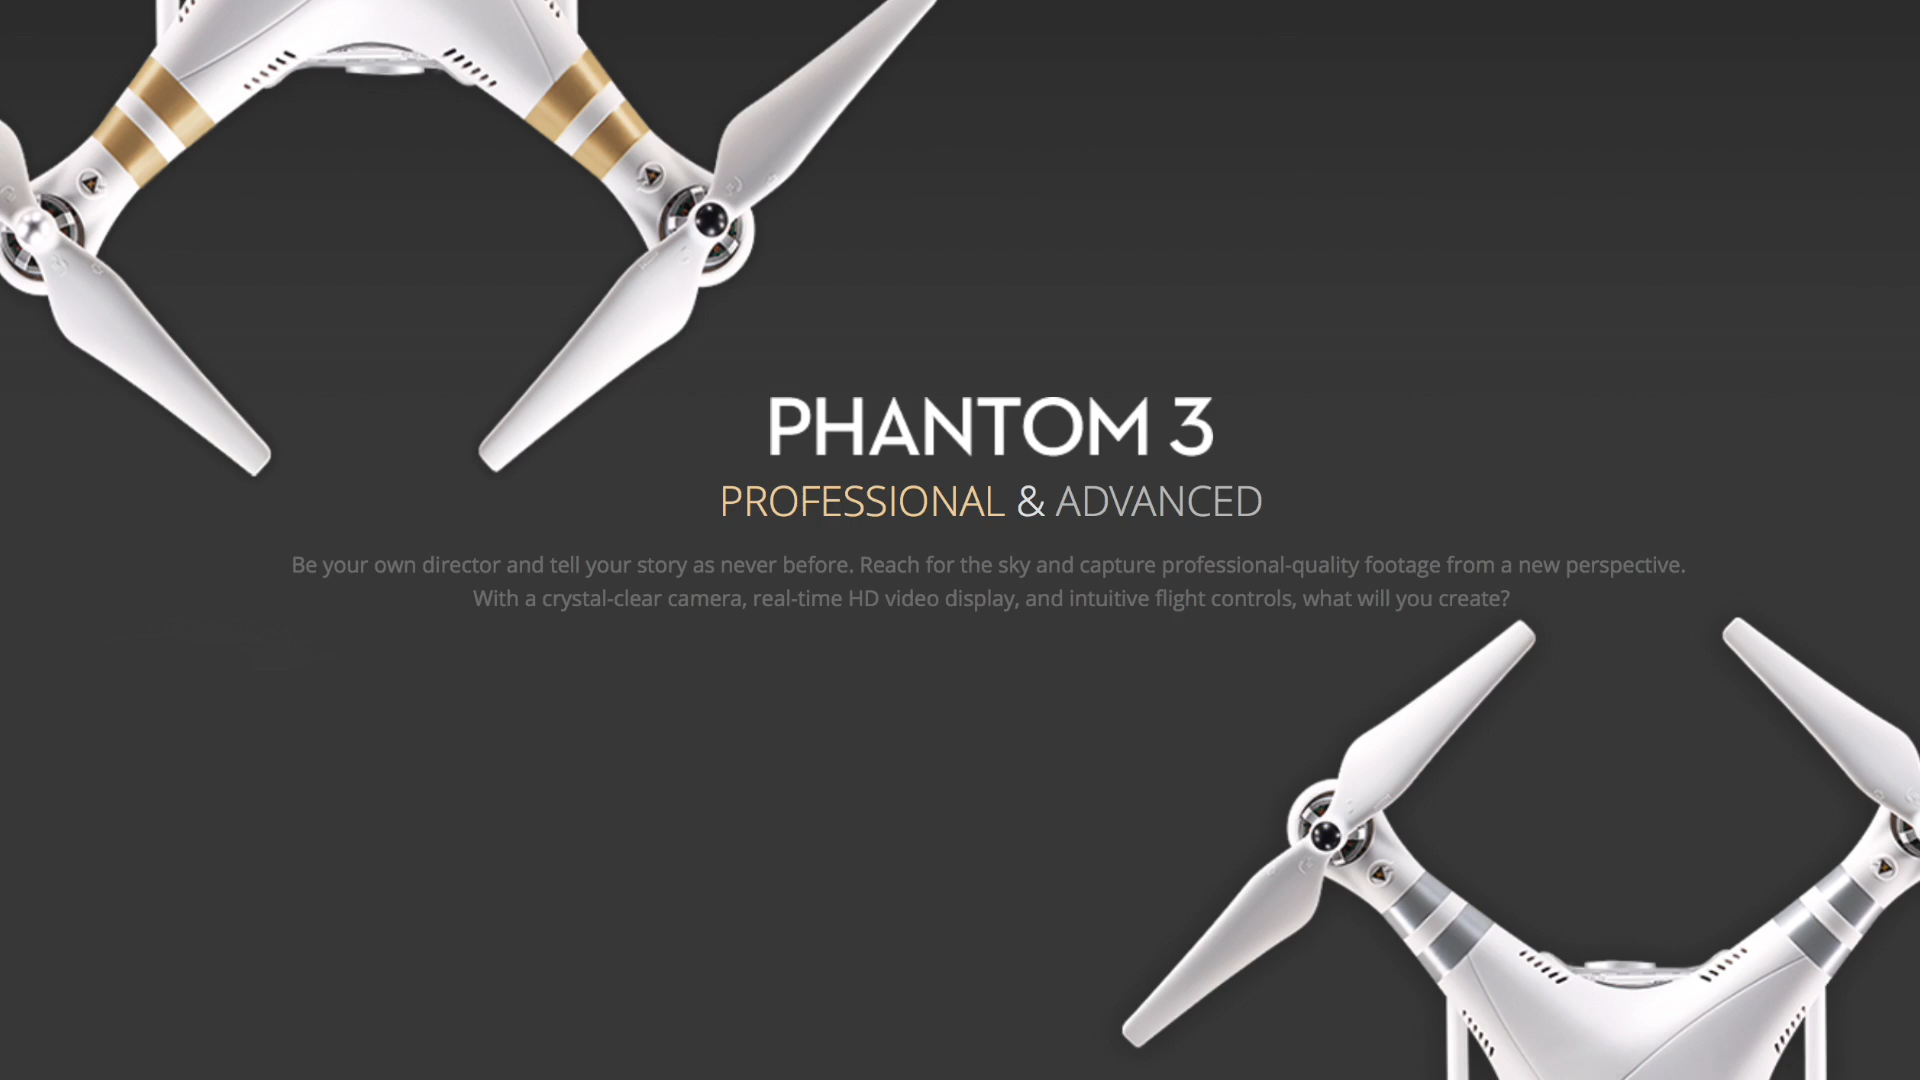 PHANTOM 3
PROFESSIONAL & ADVANCED
Be your own director and tell your story as never before. Reach for the sky and capture professional-quality footage from a new perspective.
With a crystal-clear camera, real-time HD video display, and intuitive flight controls, what will you create?